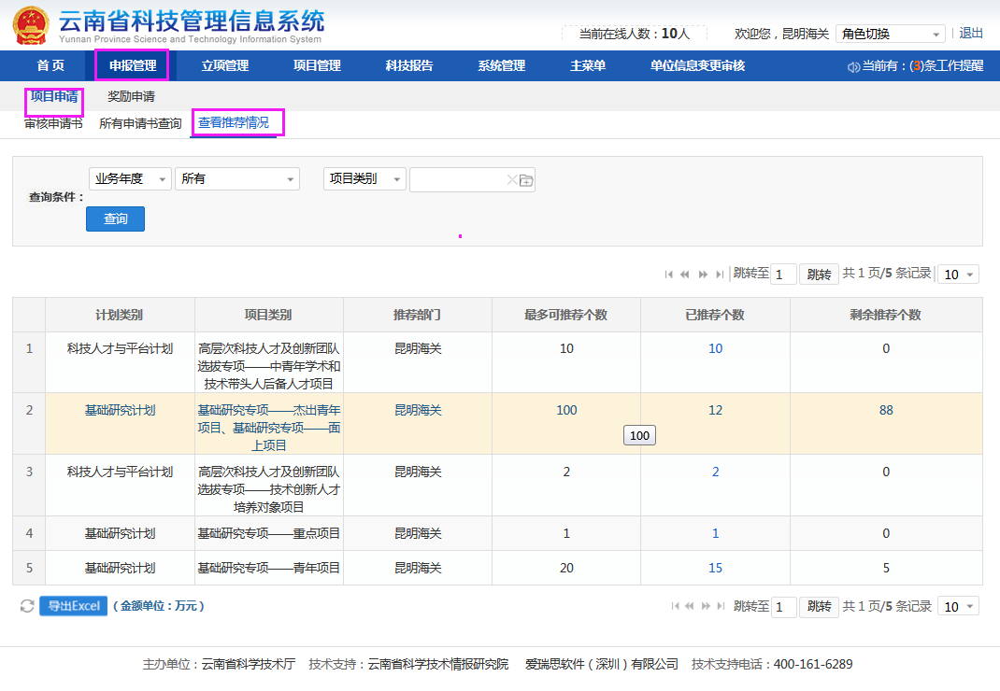 云南省科技管理信息系统
Yunnan Province Science and Technology Information System
当前在线人数：10人 欢迎您，昆明海关 角色切换 退出
首 页 申报管理 立项管理 项目管理 科技报告 系统管理 主菜单 单位信息变更审核 当前有：(3)条工作提醒
项目申请 奖励申请
审核申请书 所有申请书查询 查看推荐情况
业务年度 所有 项目类别
查询条件：
查询
跳转至 1 跳转 共 1 页/5 条记录 10
计划类别 项目类别 推荐部门 最多可推荐个数 已推荐个数 剩余推荐个数
1 科技人才与平台计划 高层次科技人才及创新团队 昆明海关 10 10 0
选拔专项——中青年学术和
技术带头人后备人才项目
2 基础研究计划 基础研究专项——杰出青年 昆明海关 100 12 88
项目、基础研究专项——面
上项目
100
3 科技人才与平台计划 高层次科技人才及创新团队 昆明海关 2 2 0
选拔专项——技术创新人才
培养对象项目
4 基础研究计划 基础研究专项——重点项目 昆明海关 1 1 0
5 基础研究计划 基础研究专项——青年项目 昆明海关 20 15 5
导出Excel （金额单位：万元） 跳转至 1 跳转 共 1 页/5 条记录 10
主办单位：云南省科学技术厅 技术支持：云南省科学技术情报研究院 爱瑞思软件（深圳）有限公司 技术支持电话：400-161-6289